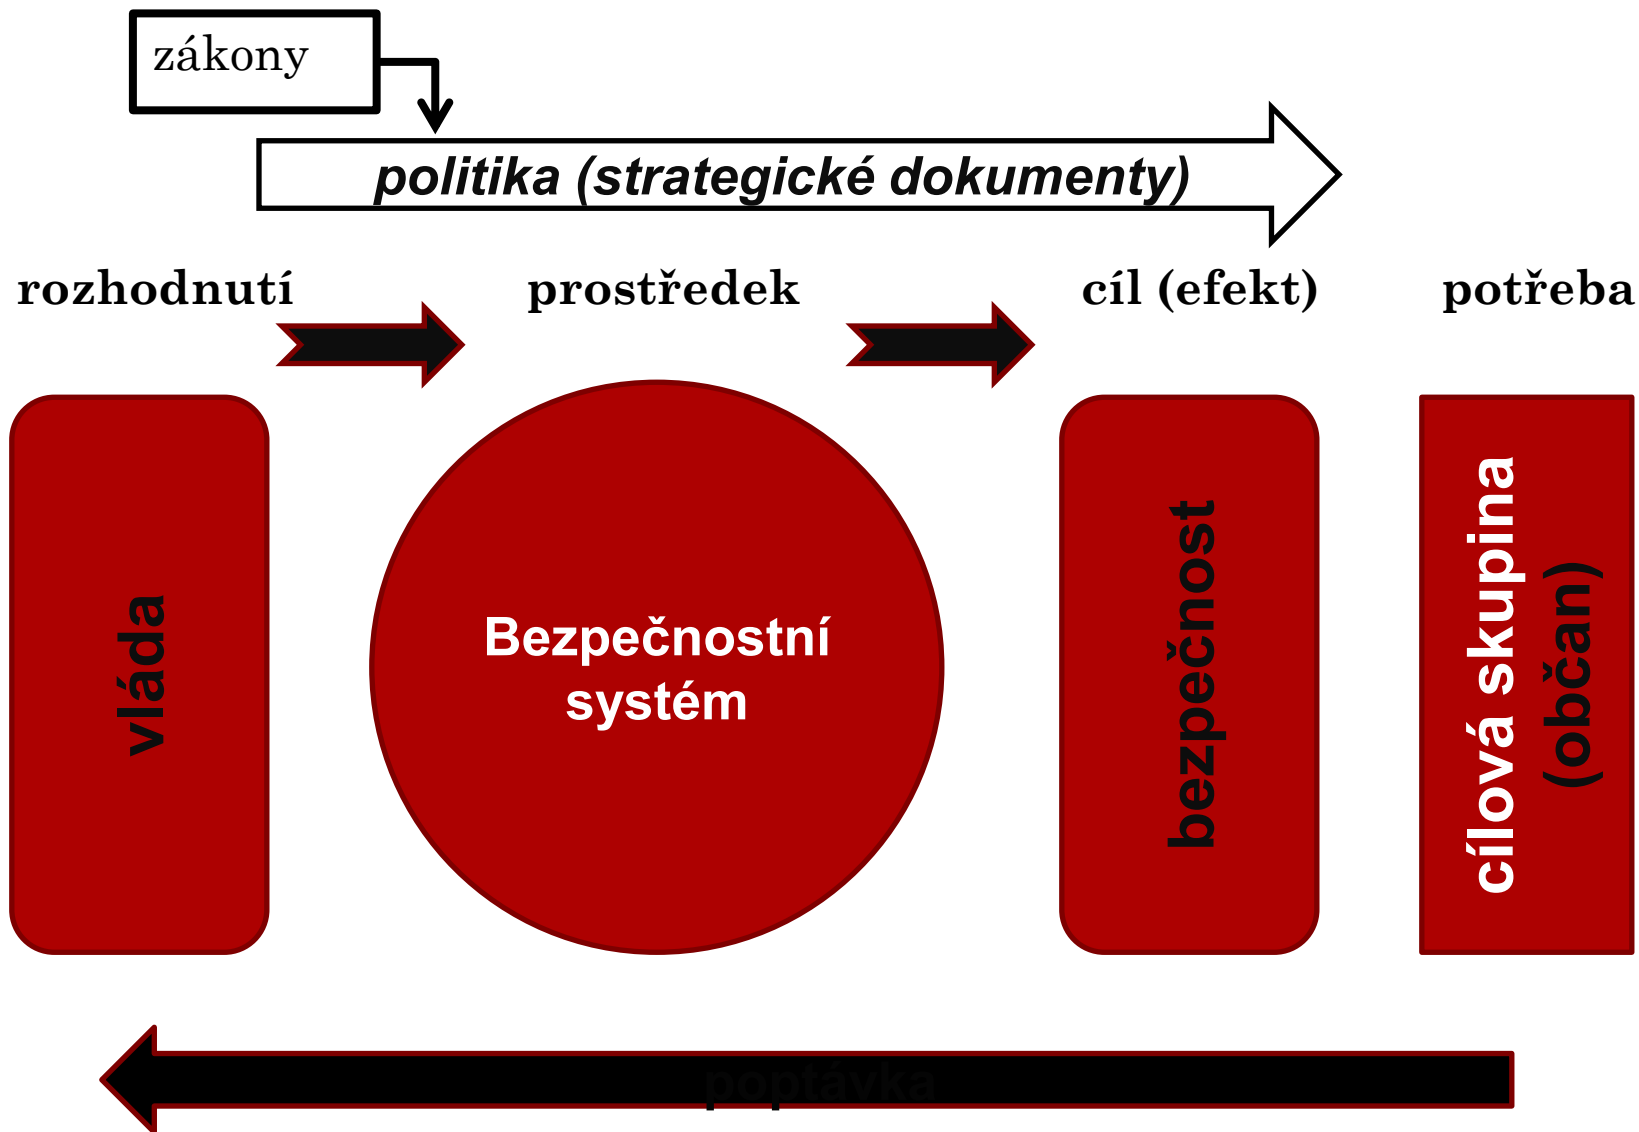 zákony
politika (strategické dokumenty)
rozhodnutí
prostředek
cíl (efekt)
potřeba
vláda
Bezpečnostní
systém
bezpečnost
cílová skupina
(občan)
poptávka